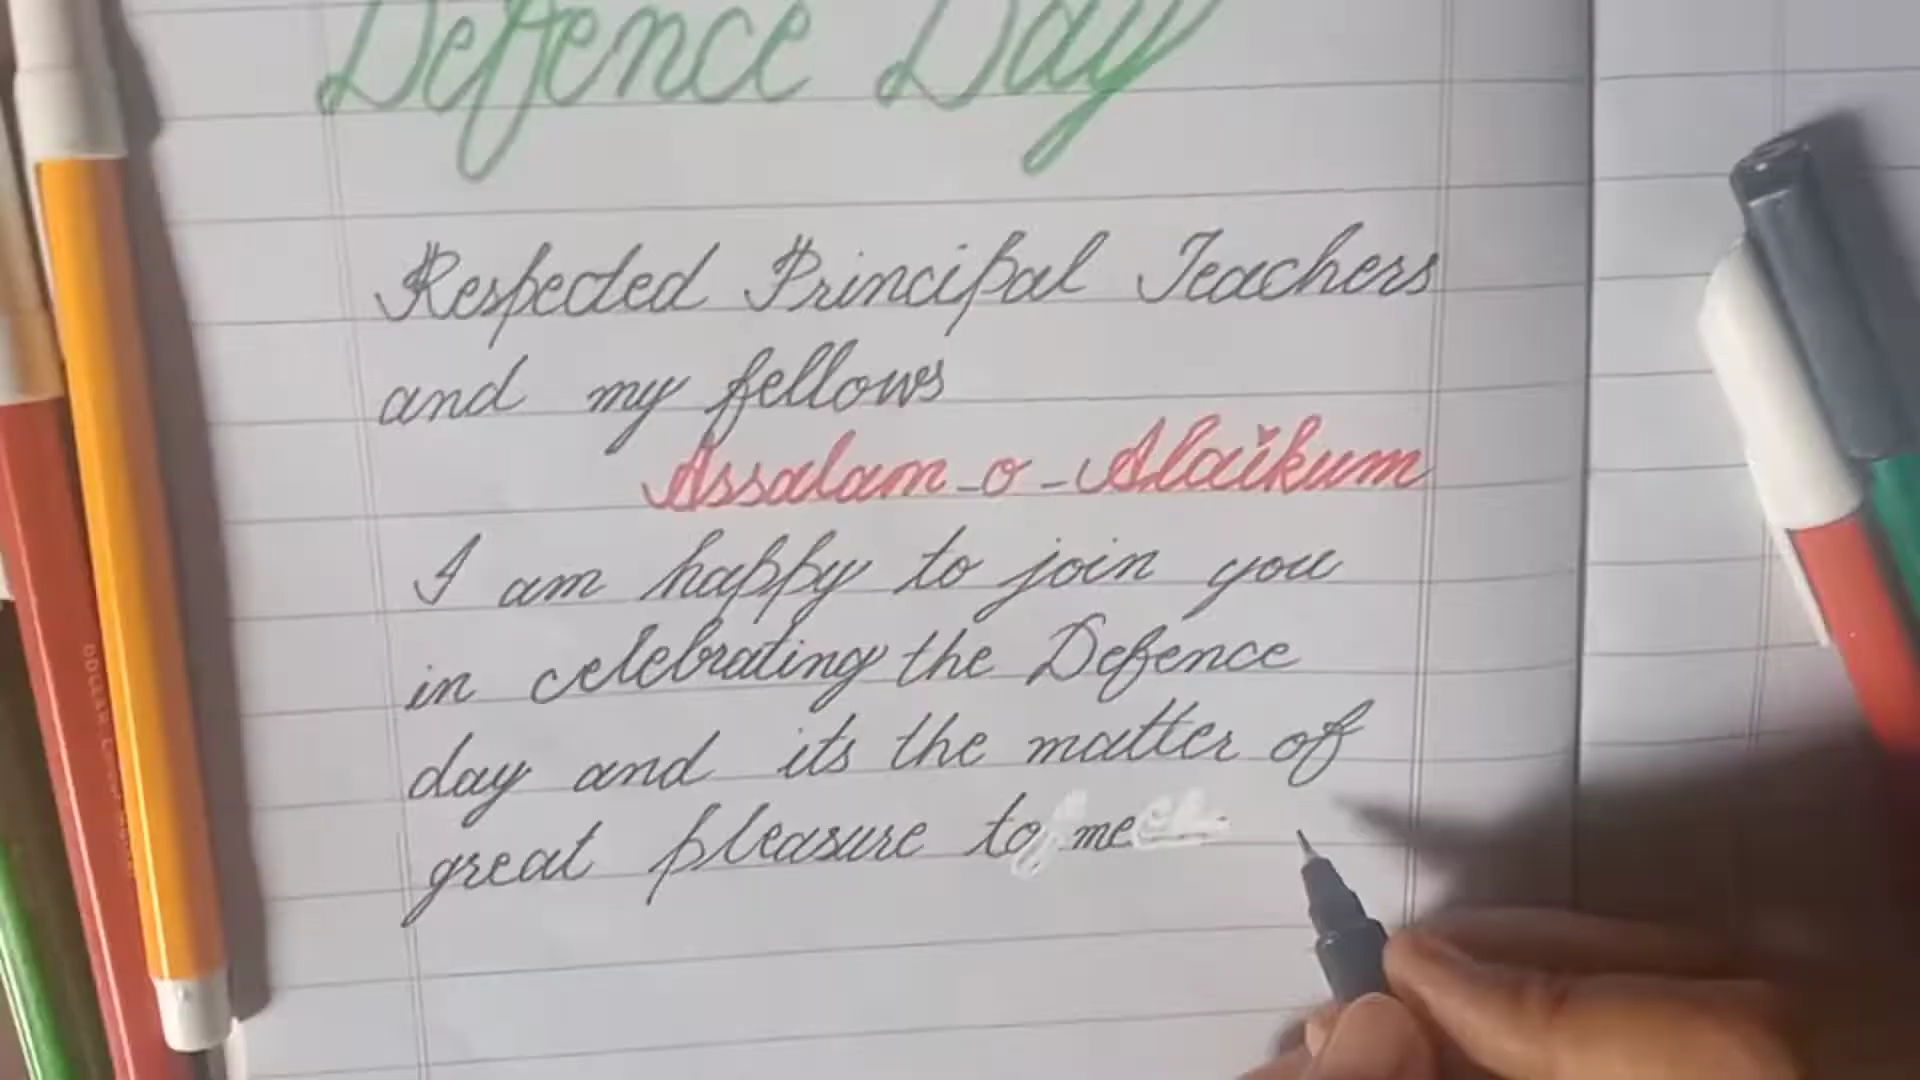 Defence Day
Respected Principal Teachers
and my fellows
Assalam-o-Alaikum
I am happy to join you
in celebrating the Defence
day and its the matter of
great pleasure to me